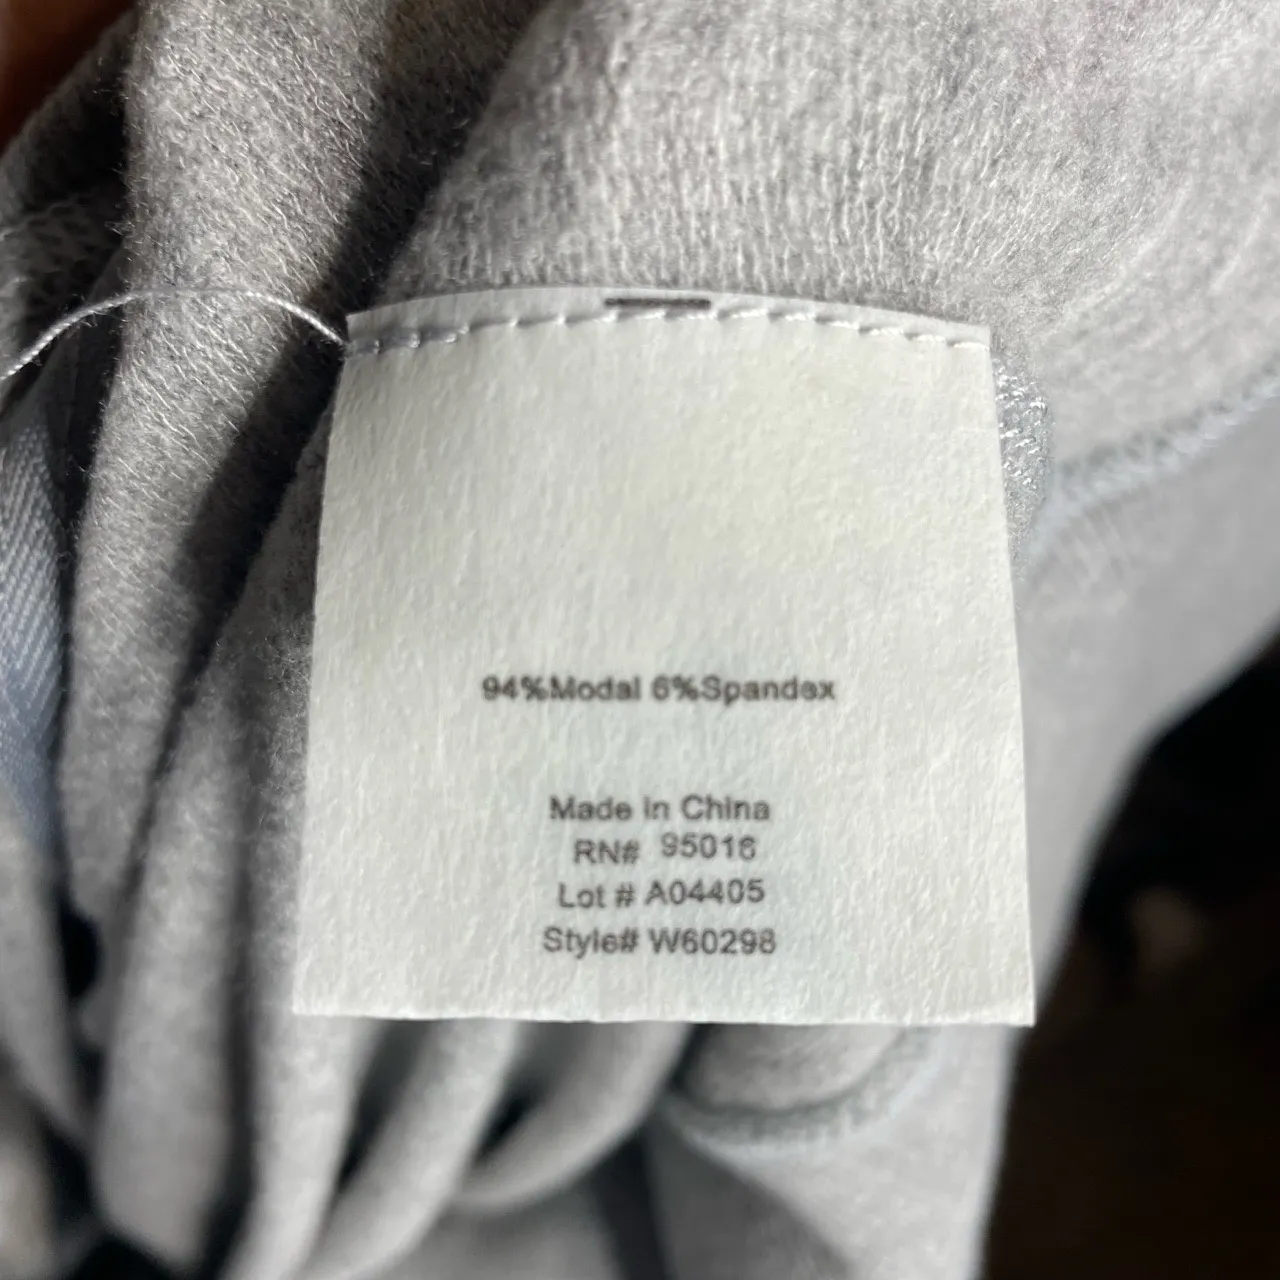 94%Modal 6%Spandex
Made in China
RN# 95016
Lot # A04405
Style# W60298